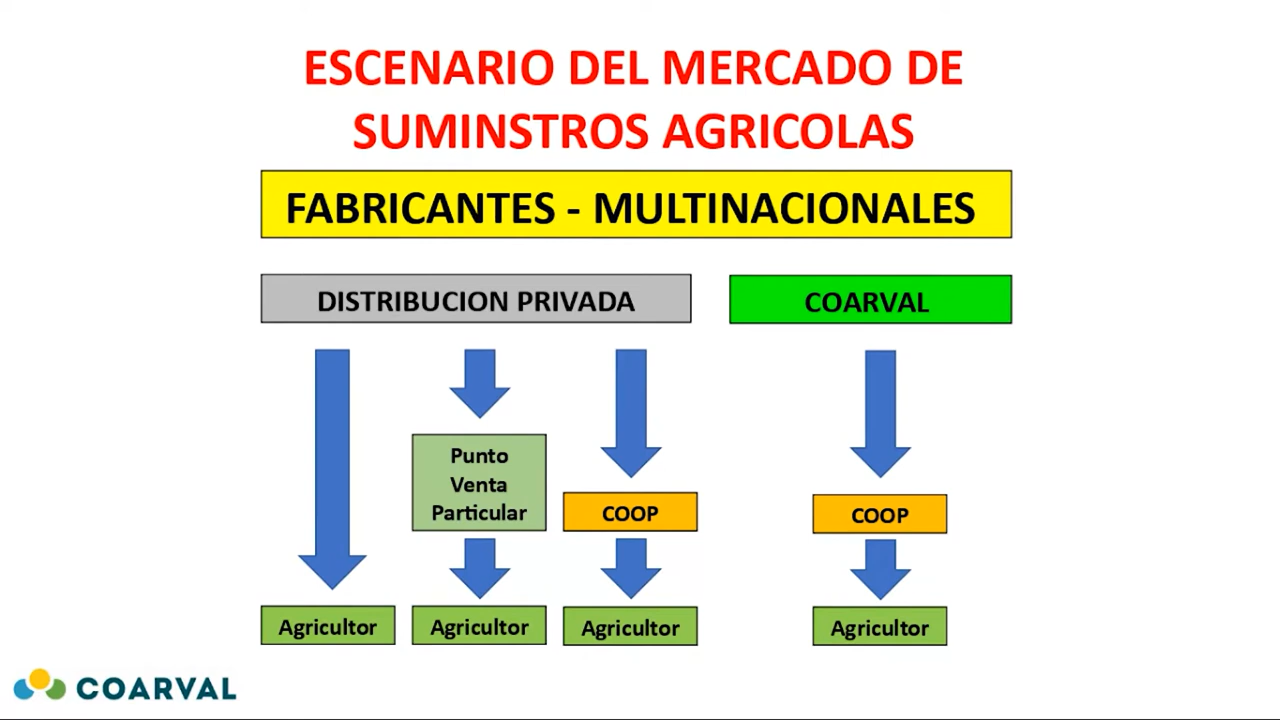 ESCENARIO DEL MERCADO DE
SUMINSTROS AGRICOLAS
FABRICANTES - MULTINACIONALES
DISTRIBUCION PRIVADA
COARVAL
Punto
Venta
Particular
COOP
COOP
Agricultor
Agricultor
Agricultor
Agricultor
COARVAL